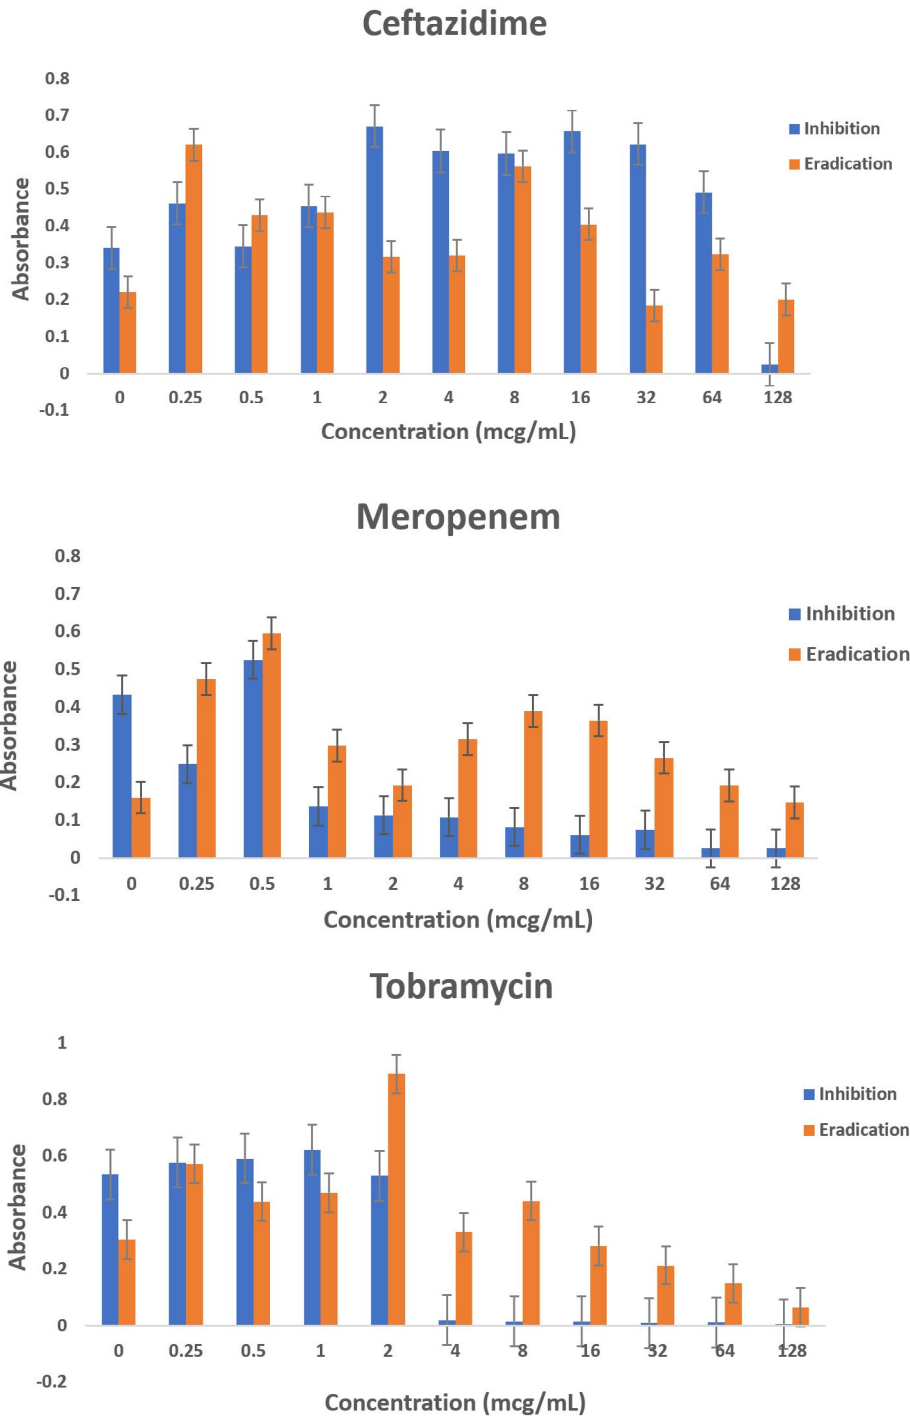 Ceftazidime
0.8
0.7
0.6
0.5
0.4
0.3
0.2
0.1
0
-0.1
Absorbance
Inhibition
Eradication
0 0.25 0.5 1 2 4 8 16 32 64 128
Concentration (mcg/mL)
Meropenem
0.8
0.7
0.6
0.5
0.4
0.3
0.2
0.1
0
-0.1
Absorbance
Inhibition
Eradication
0 0.25 0.5 1 2 4 8 16 32 64 128
Concentration (mcg/mL)
Tobramycin
1
0.8
0.6
0.4
0.2
0
-0.2
Absorbance
Inhibition
Eradication
0 0.25 0.5 1 2 4 8 16 32 64 128
Concentration (mcg/mL)